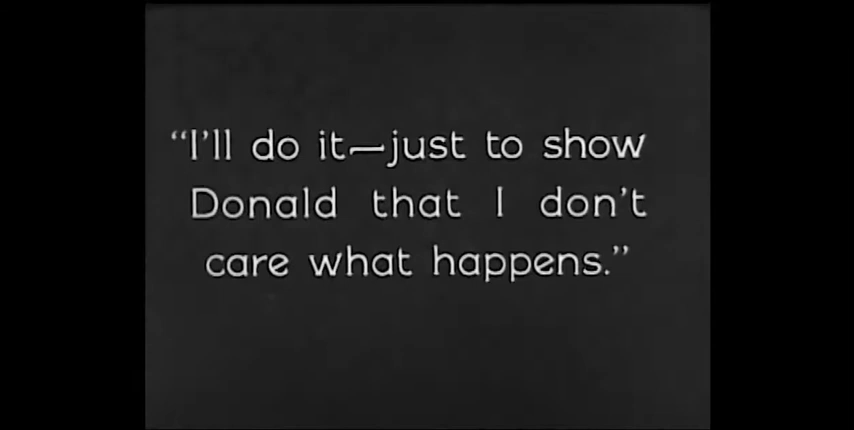 “I’ll do it—just to show
Donald that I don’t
care what happens.”